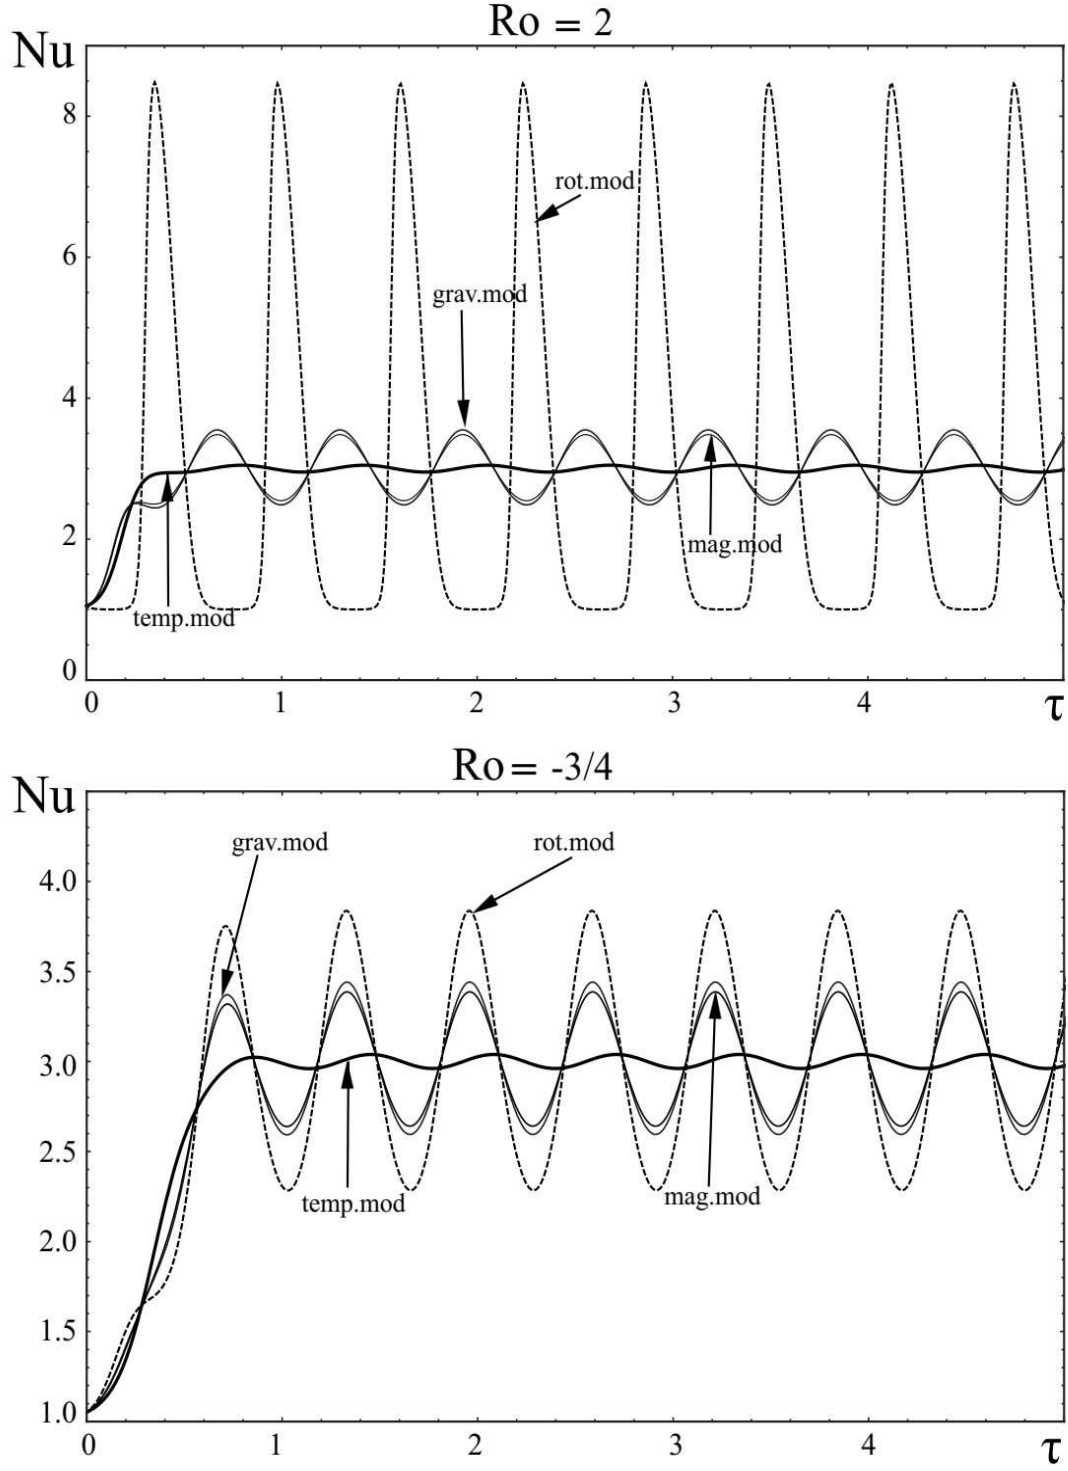 Ro = 2
Nu
8
rot.mod
6
grav.mod
4
mag.mod
2
temp.mod
0
0 1 2 3 4 τ
Ro = -3/4
Nu
grav.mod rot.mod
4.0
3.5
3.0
2.5
temp.mod mag.mod
2.0
1.5
1.0
0 1 2 3 4 τ